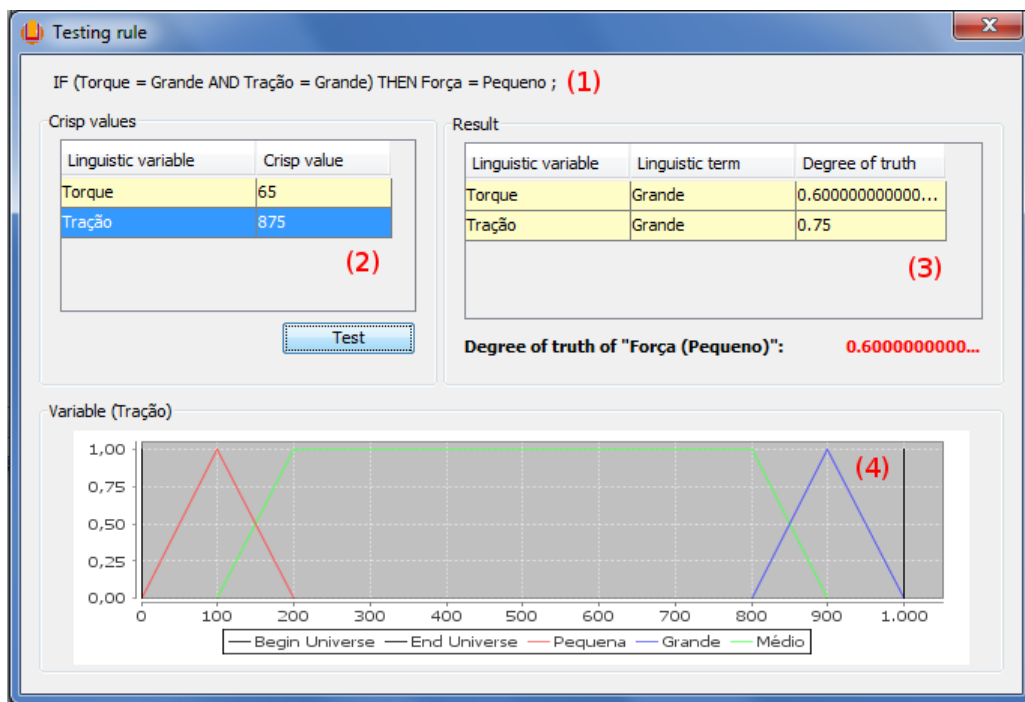 Testing rule
IF (Torque = Grande AND Tração = Grande) THEN Força = Pequeno ; (1)
Crisp values
Linguistic variable Crisp value
Torque 65
Tração 875
(2)
Test
Result
Linguistic variable Linguistic term Degree of truth
Torque Grande 0.600000000000...
Tração Grande 0.75
(3)
Degree of truth of "Força (Pequeno)": 0.6000000000...
Variable (Tração)
(4)
1,00
0,75
0,50
0,25
0,00
0 100 200 300 400 500 600 700 800 900 1.000
Begin Universe End Universe Pequena Grande Médio